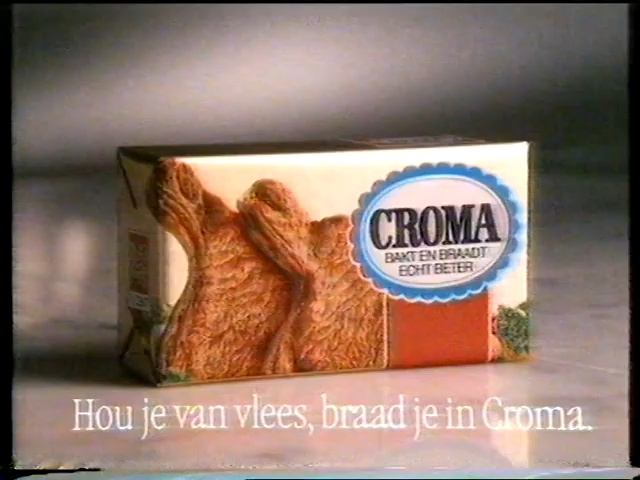 CROMA
BAKT EN BRAADT
ECHT BETER
Hou je van vlees, braad je in Croma.